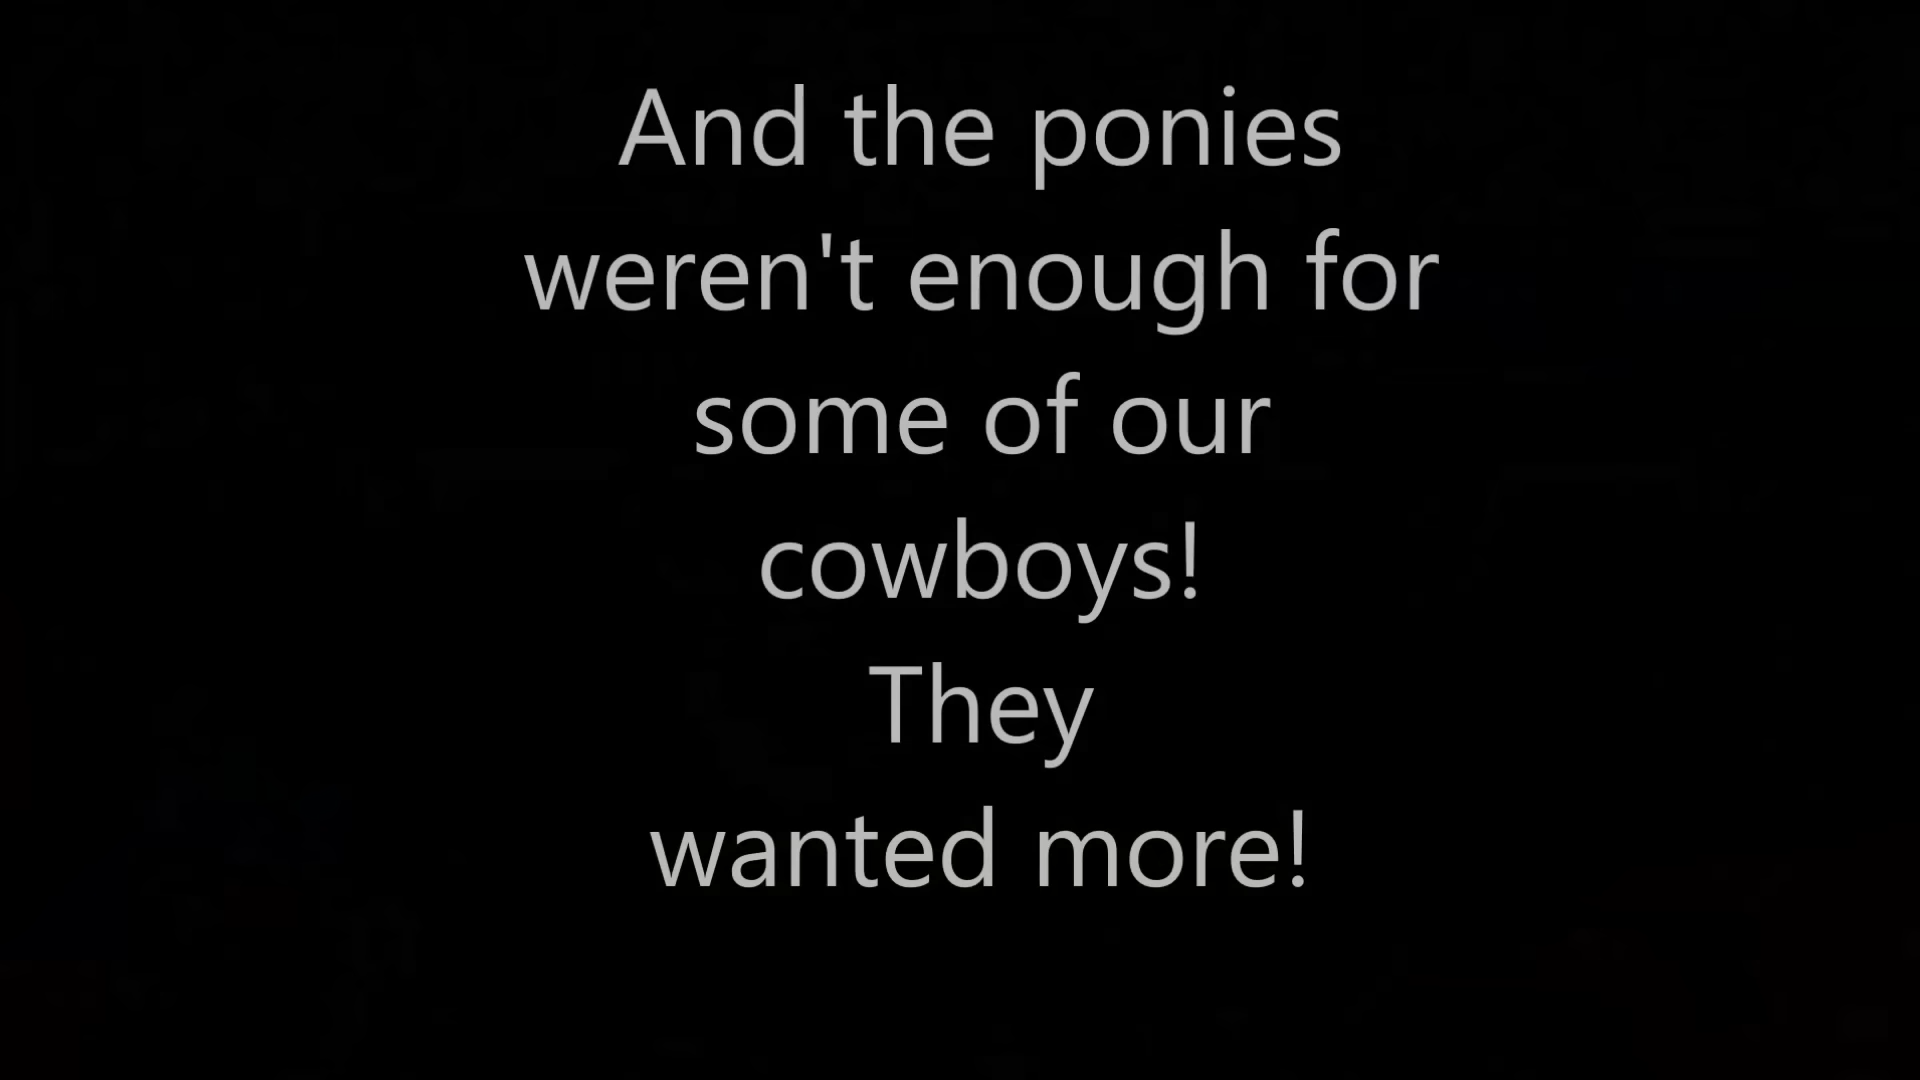 And the ponies
weren't enough for
some of our
cowboys!
They
wanted more!